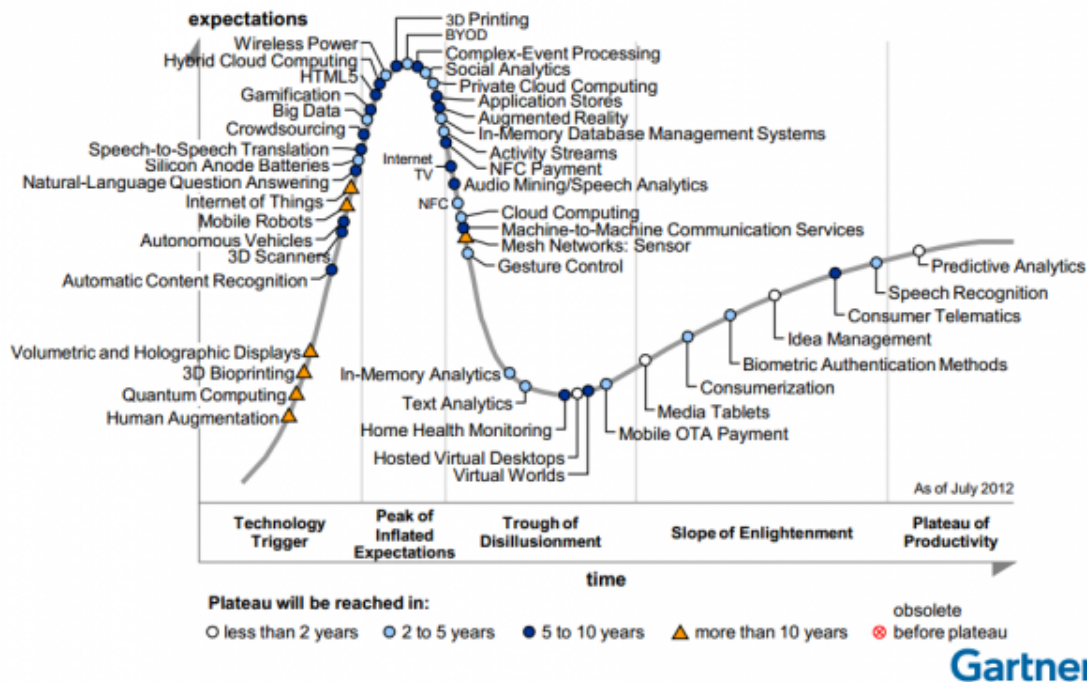 expectations
3D Printing
BYOD
Wireless Power
Complex-Event Processing
Hybrid Cloud Computing
Social Analytics
HTML5
Private Cloud Computing
Gamification
Application Stores
Big Data
Augmented Reality
Crowdsourcing
In-Memory Database Management Systems
Speech-to-Speech Translation
Activity Streams
Silicon Anode Batteries
Internet
TV
NFC Payment
Natural-Language Question Answering
Audio Mining/Speech Analytics
Internet of Things
NFC
Cloud Computing
Mobile Robots
Machine-to-Machine Communication Services
Autonomous Vehicles
Mesh Networks: Sensor
3D Scanners
Gesture Control
Automatic Content Recognition
Predictive Analytics
Speech Recognition
Consumer Telematics
Idea Management
Volumetric and Holographic Displays
Biometric Authentication Methods
3D Bioprinting
In-Memory Analytics
Consumerization
Quantum Computing
Text Analytics
Media Tablets
Human Augmentation
Home Health Monitoring
Mobile OTA Payment
Hosted Virtual Desktops
Virtual Worlds
As of July 2012
Technology
Trigger
Peak of
Inflated
Expectations
Trough of
Disillusionment
Slope of Enlightenment
Plateau of
Productivity
time
Plateau will be reached in:
less than 2 years
2 to 5 years
5 to 10 years
more than 10 years
obsolete
before plateau
Gartner